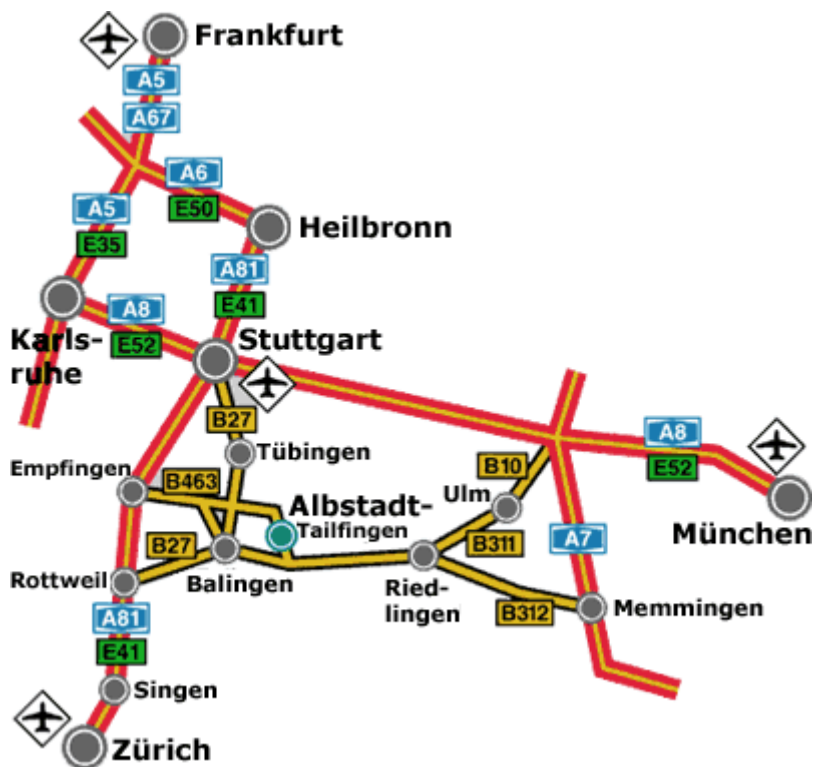 Frankfurt
A5
A67
A6
E50
A5
E35
Heilbronn
A81
E41
A8
E52
Karls-
ruhe
Stuttgart
B27
Tübingen
A8
E52
Empfingen
B463
B10
Ulm
Albstadt-
Tailfingen
München
B27
B311
A7
Rottweil
Balingen
Ried-
lingen
B312
Memmingen
A81
E41
Singen
Zürich